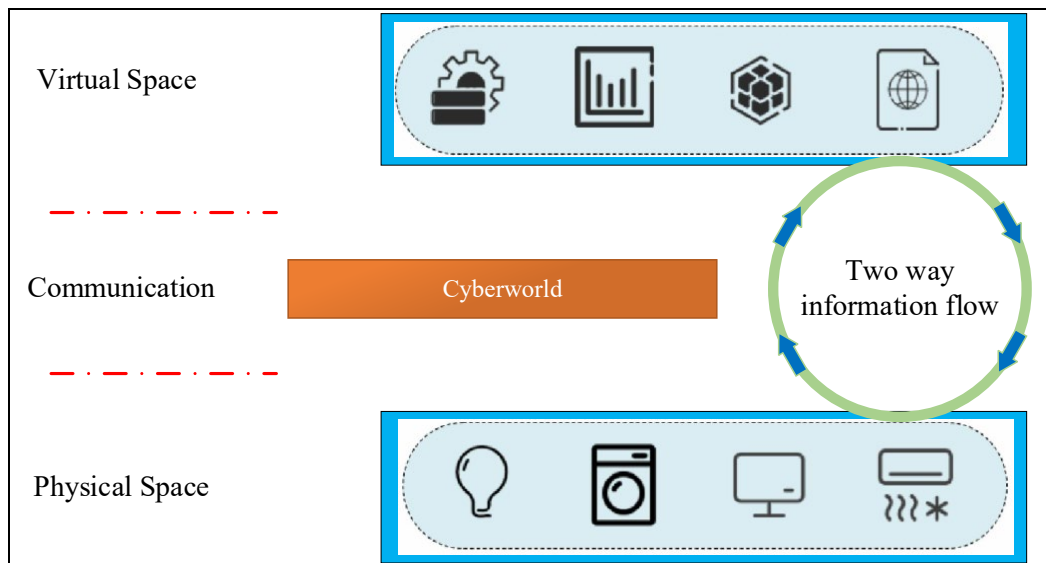 Virtual Space
Communication
Cyberworld
Two way
information flow
Physical Space